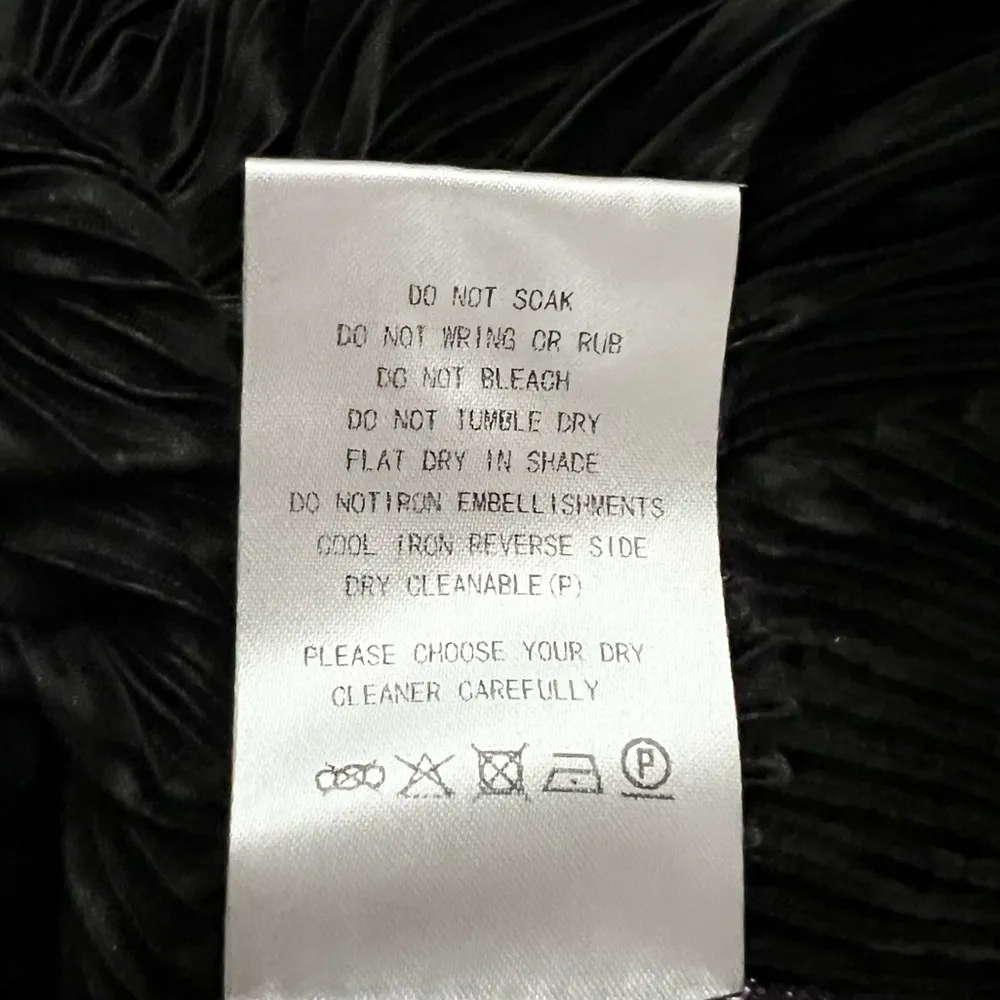 DO NOT SOAK
DO NOT WRING OR RUB
DO NOT BLEACH
DO NOT TUMBLE DRY
FLAT DRY IN SHADE
DO NOTIRON EMBELLISHMENTS
COOL IRON REVERSE SIDE
DRY CLEANABLE(P)
PLEASE CHOOSE YOUR DRY
CLEANER CAREFULLY
P